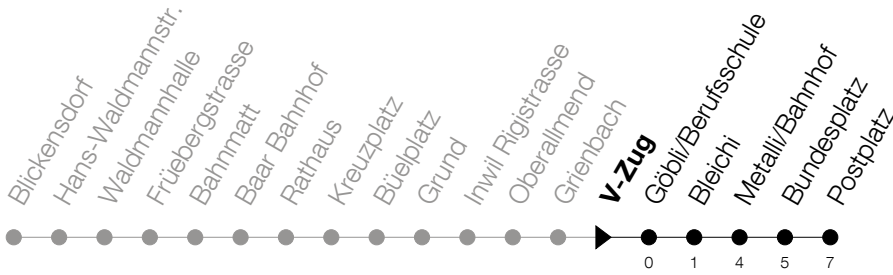 Blickensdorf
Hans-Waldmannstr.
Waldmannhalle
Früebergstrasse
Bahnmatt
Baar Bahnhof
Rathaus
Kreuzplatz
Büelplatz
Grund
Inwil Rigistrasse
Oberallmend
Grienbach
V-Zug
Göbli/Berufsschule
Bleichi
Metalli/Bahnhof
Bundesplatz
Postplatz
0 1 4 5 7